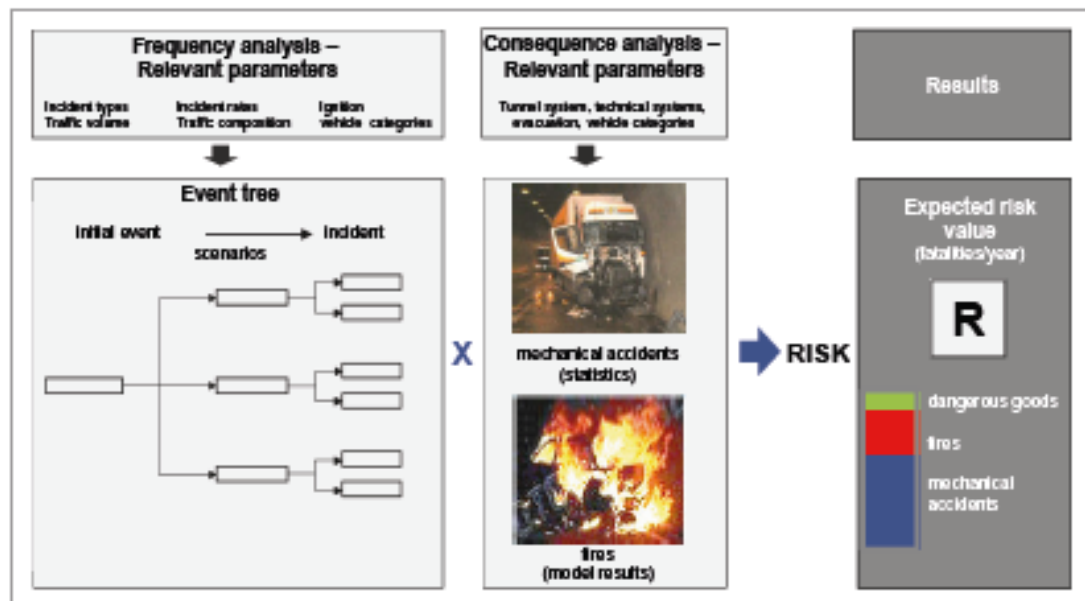 Frequency analysis –
Relevant parameters
Incident types Incident rates Ignition
Traffic volume Traffic composition vehicle categories
Consequence analysis –
Relevant parameters
Tunnel system, technical systems,
evacuation, vehicle categories
Results
Event tree
initial event incident
scenarios
X
mechanical accidents
(statistics)
fires
(model results)
RISK
Expected risk
value
(fatalities/year)
R
dangerous goods
fires
mechanical
accidents